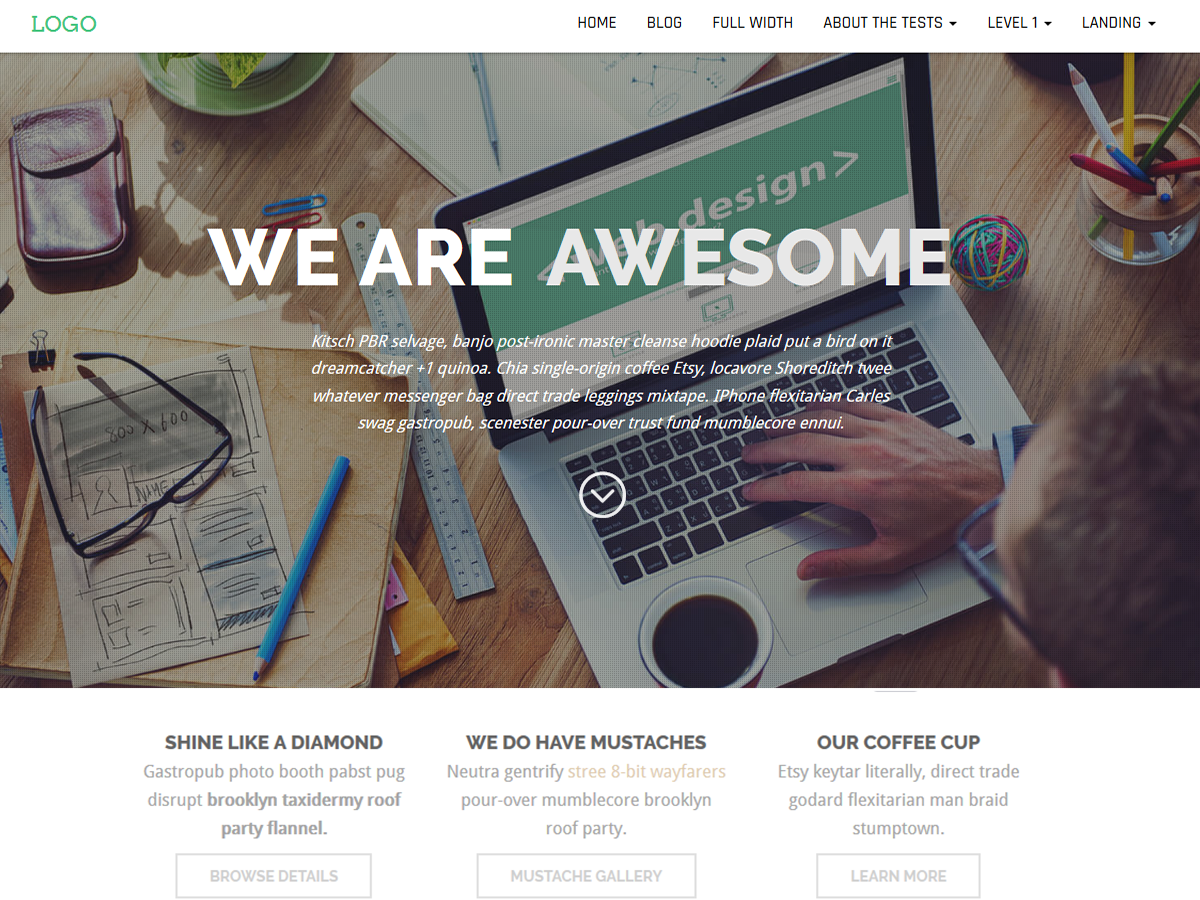 LOGO
HOME BLOG FULL WIDTH ABOUT THE TESTS LEVEL 1 LANDING
web design>
WE ARE AWESOME
Kitsch PBR selvage, banjo post-ironic master cleanse hoodie plaid put a bird on it
dreamcatcher +1 quinoa. Chia single-origin coffee Etsy, locavore Shoreditch twee
whatever messenger bag direct trade leggings mixtape. IPhone flexitarian Carles
swag gastropub, scenester pour-over trust fund mumblecore ennui.
800 X 600
NAME
SHINE LIKE A DIAMOND
Gastropub photo booth pabst pug
disrupt brooklyn taxidermy roof
party flannel.
BROWSE DETAILS
WE DO HAVE MUSTACHES
Neutra gentrify stree 8-bit wayfarers
pour-over mumblecore brooklyn
roof party.
MUSTACHE GALLERY
OUR COFFEE CUP
Etsy keytar literally, direct trade
godard flexitarian man braid
stumptown.
LEARN MORE